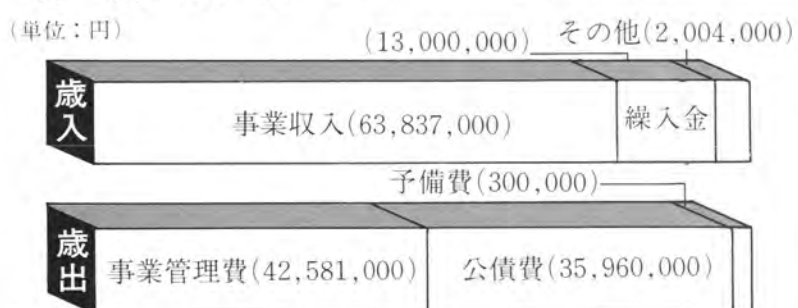 (単位：円)
(13,000,000)
その他(2,004,000)
歳入
事業収入(63,837,000)
繰入金
予備費(300,000)
歳出
事業管理費(42,581,000)
公債費(35,960,000)